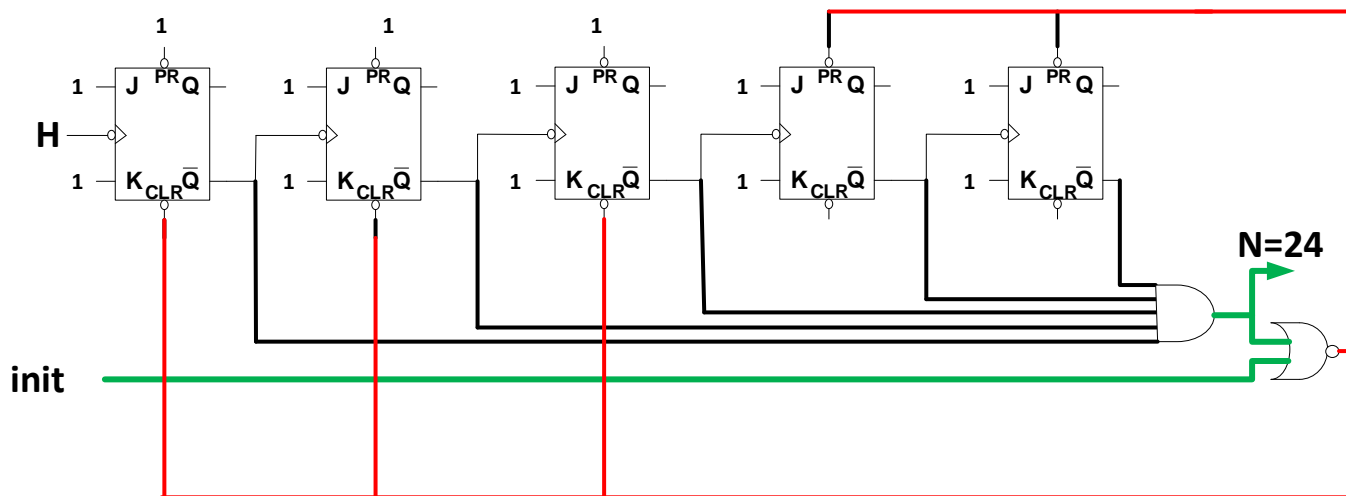 1 1 1
J PR Q J PR Q J PR Q J PR Q J PR Q
1 1 1 1 1
H
K CLR Q̅ K CLR Q̅ K CLR Q̅ K CLR Q̅ K CLR Q̅
1 1 1 1 1
N=24
init